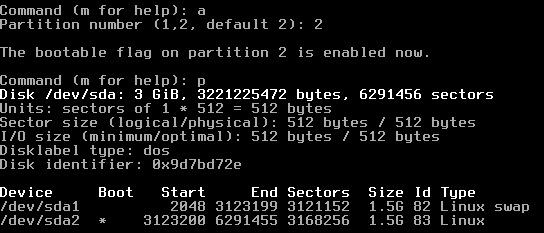 Command (m for help): a
Partition number (1,2, default 2): 2
The bootable flag on partition 2 is enabled now.
Command (m for help): p
Disk /dev/sda: 3 GiB, 3221225472 bytes, 6291456 sectors
Units: sectors of 1 * 512 = 512 bytes
Sector size (logical/physical): 512 bytes / 512 bytes
I/O size (minimum/optimal): 512 bytes / 512 bytes
Disklabel type: dos
Disk identifier: 0x9d7bd72e
Device     Boot   Start     End Sectors  Size Id Type
/dev/sda1          2048 3123199 3121152  1.5G 82 Linux swap
/dev/sda2  *    3123200 6291455 3168256  1.5G 83 Linux